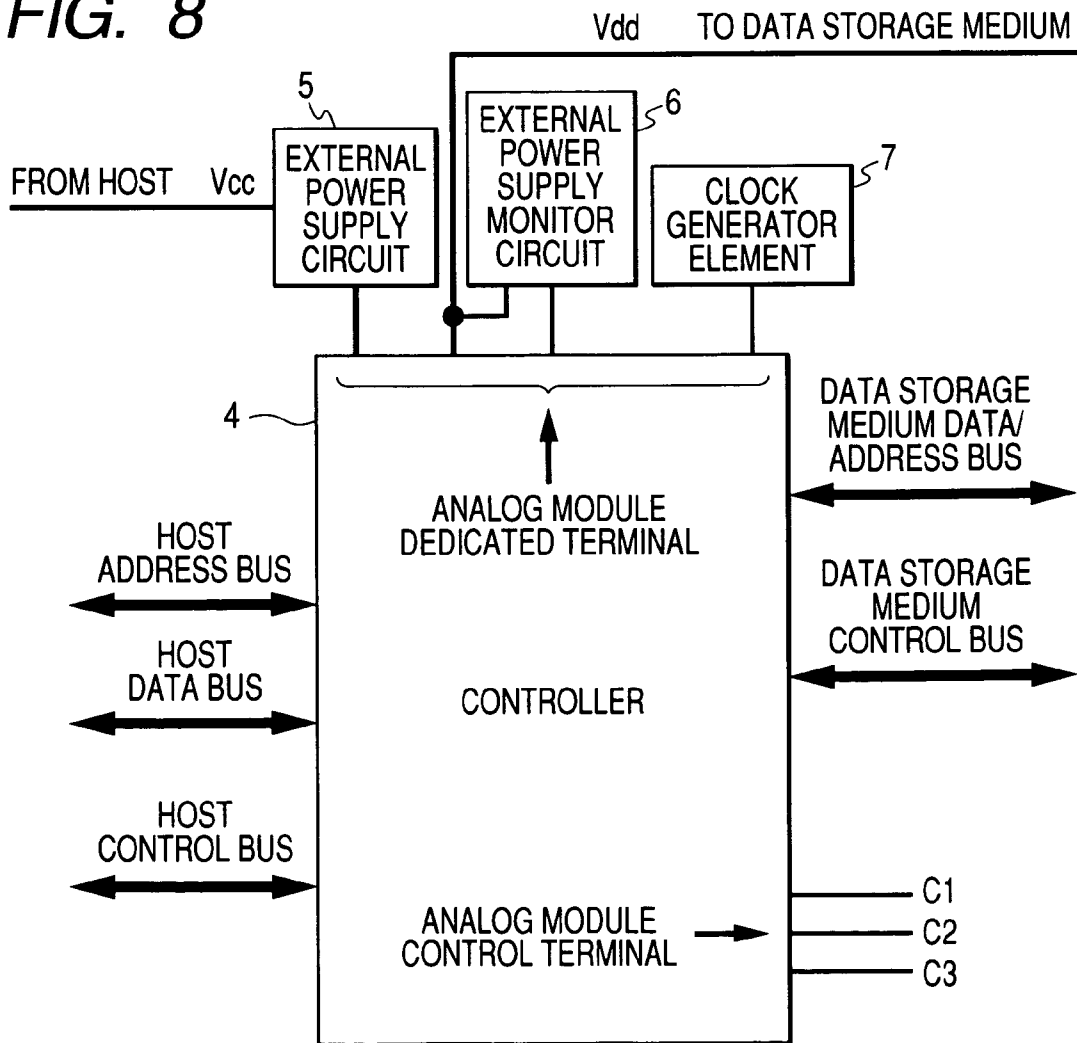 FIG. 8
Vdd TO DATA STORAGE MEDIUM
5
6
7
FROM HOST Vcc
EXTERNAL
POWER
SUPPLY
CIRCUIT
EXTERNAL
POWER
SUPPLY
MONITOR
CIRCUIT
CLOCK
GENERATOR
ELEMENT
4
ANALOG MODULE
DEDICATED TERMINAL
DATA STORAGE
MEDIUM DATA/
ADDRESS BUS
HOST
ADDRESS BUS
DATA STORAGE
MEDIUM
CONTROL BUS
HOST
DATA BUS
CONTROLLER
HOST
CONTROL BUS
ANALOG MODULE
CONTROL TERMINAL
C1
C2
C3